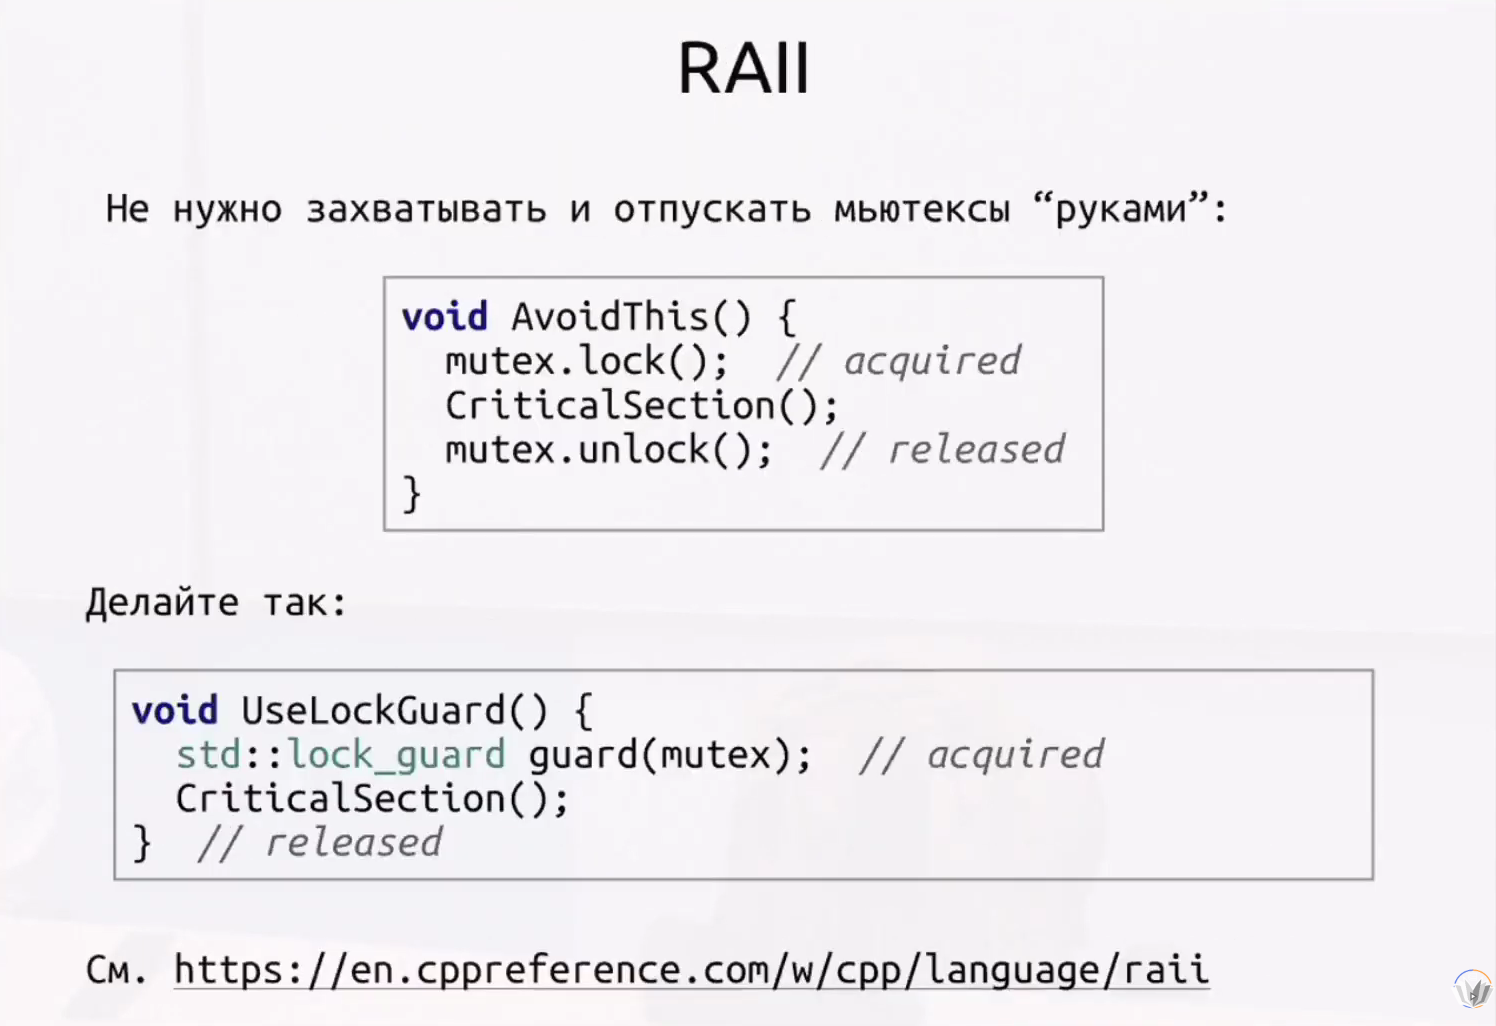 RAII
Не нужно захватывать и отпускать мьютексы “руками”:
void AvoidThis() {
mutex.lock(); // acquired
CriticalSection();
mutex.unlock(); // released
}
Делайте так:
void UseLockGuard() {
std::lock_guard guard(mutex); // acquired
CriticalSection();
} // released
См. https://en.cppreference.com/w/cpp/language/raii